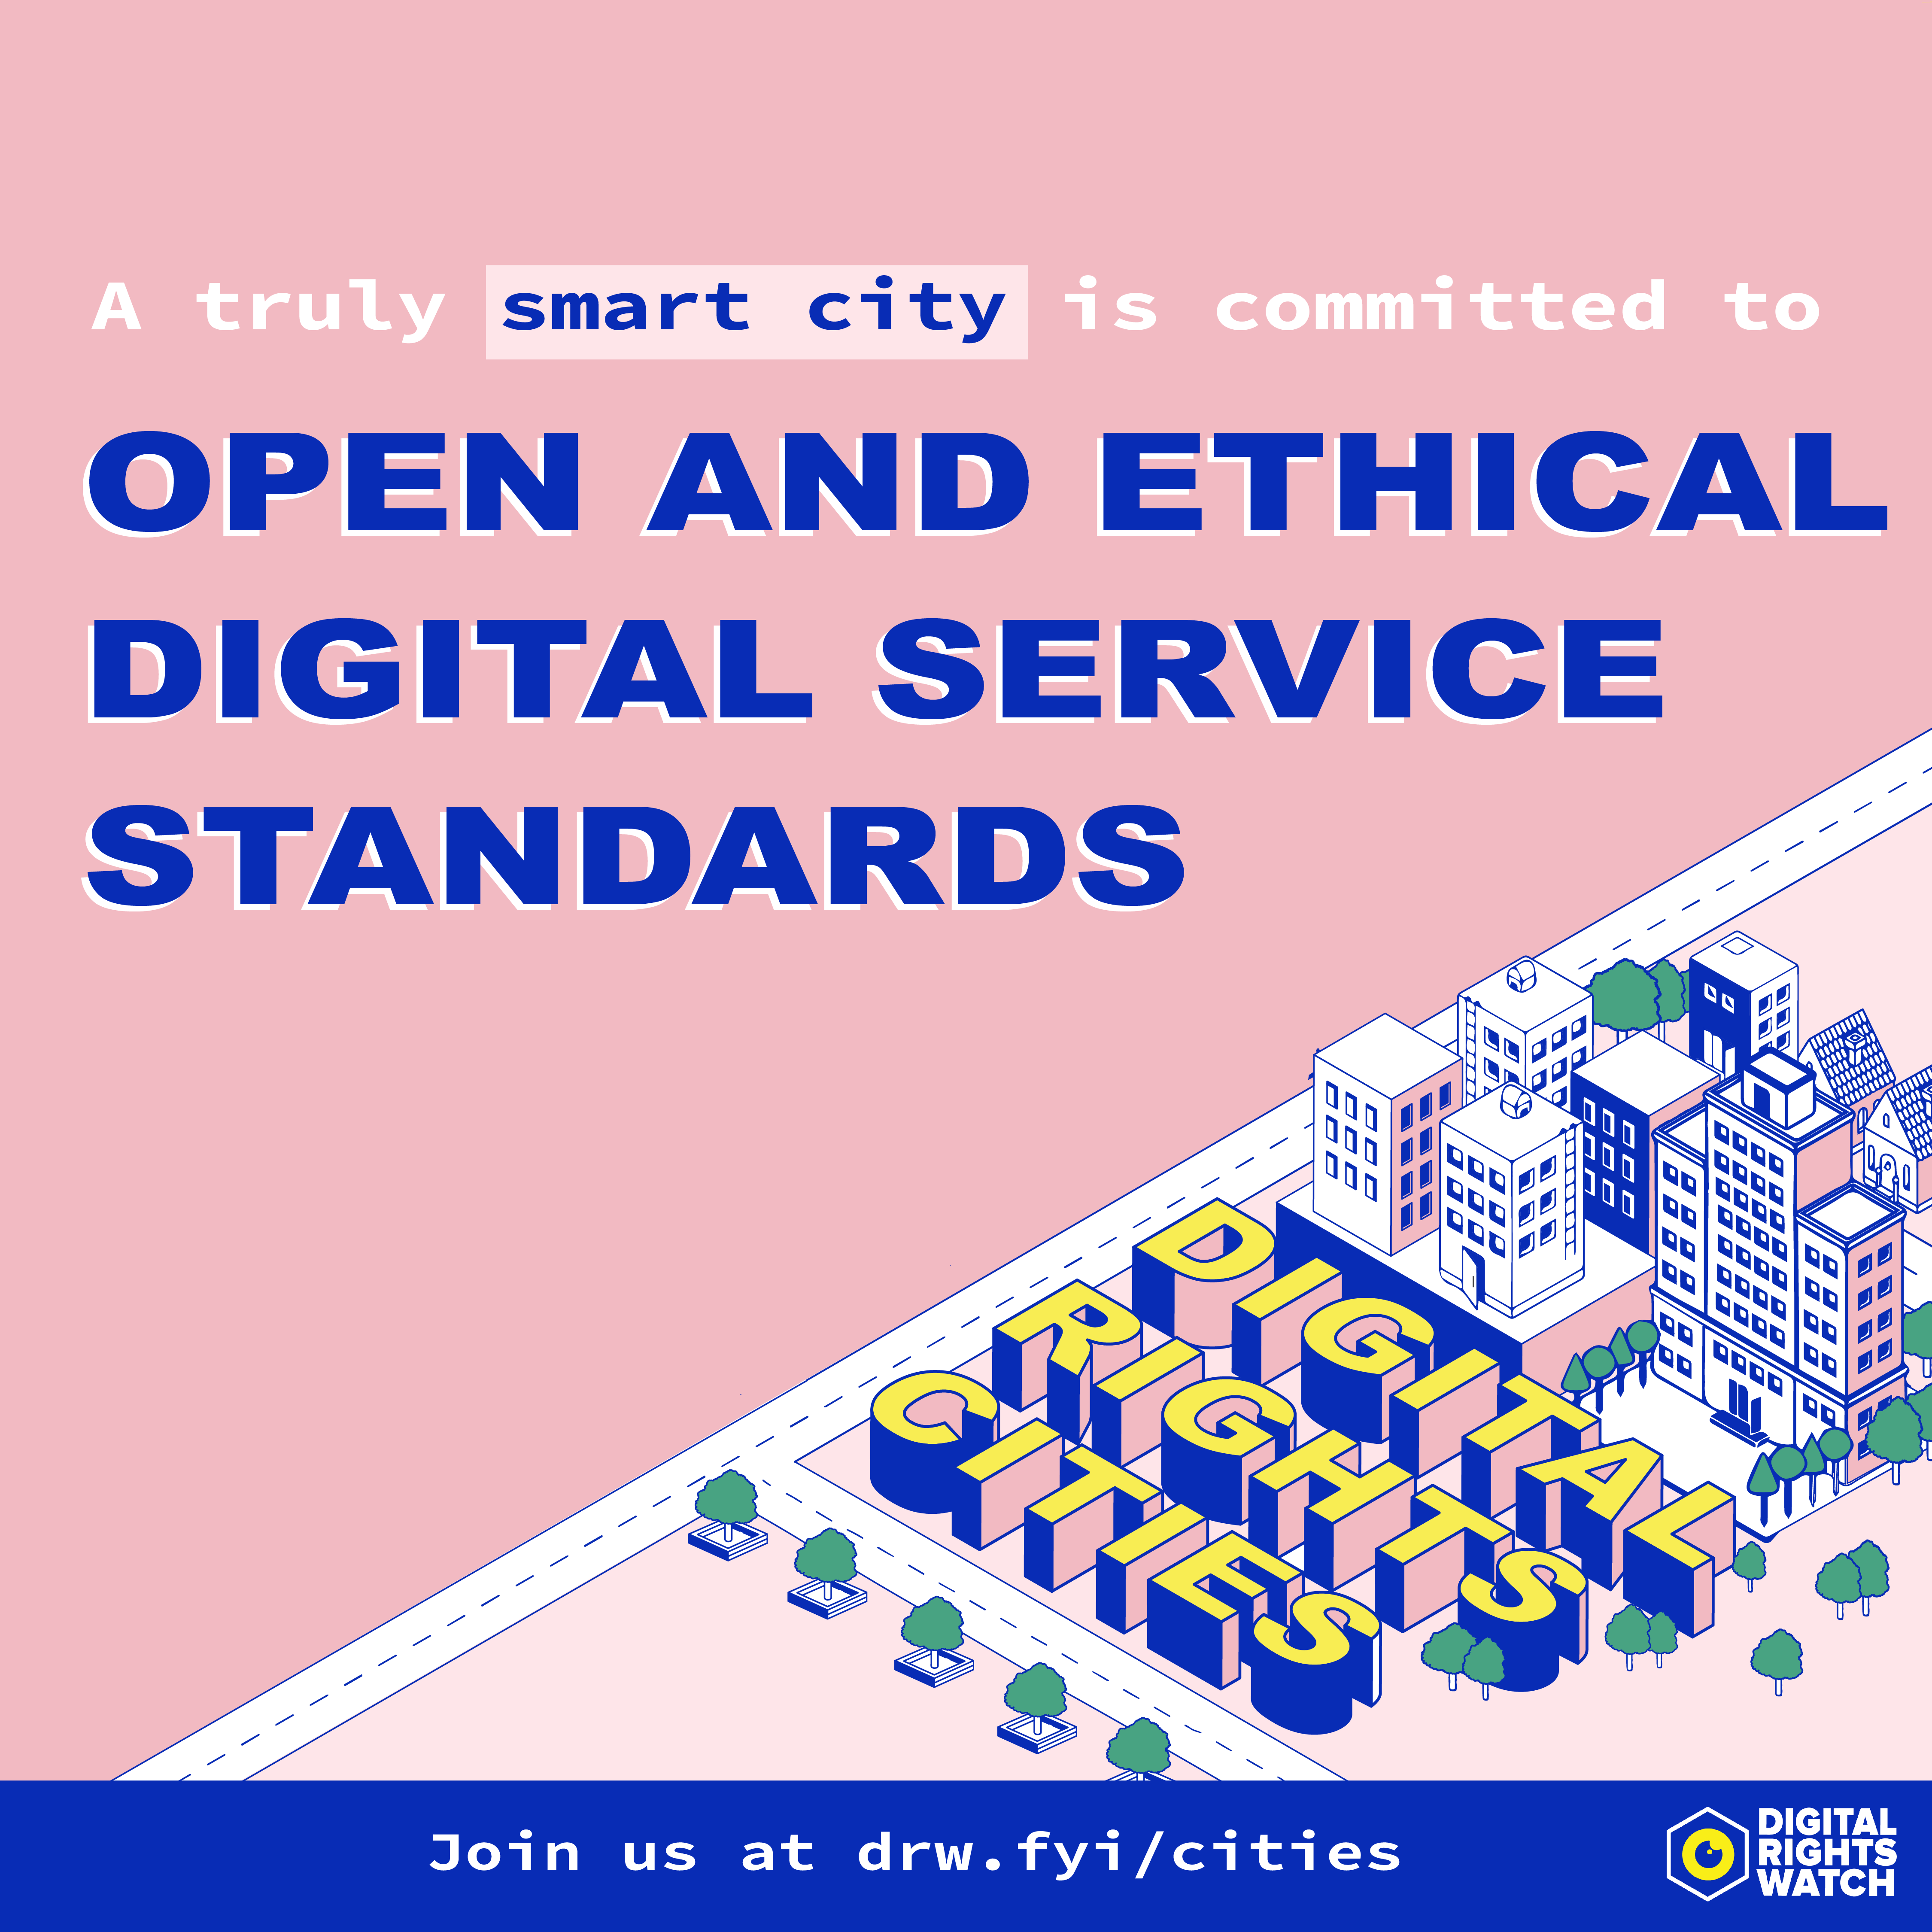 A truly smart city is committed to
OPEN AND ETHICAL
DIGITAL SERVICE
STANDARDS
DIGITAL
RIGHTS
CITIES
Join us at drw.fyi/cities
DIGITAL
RIGHTS
WATCH